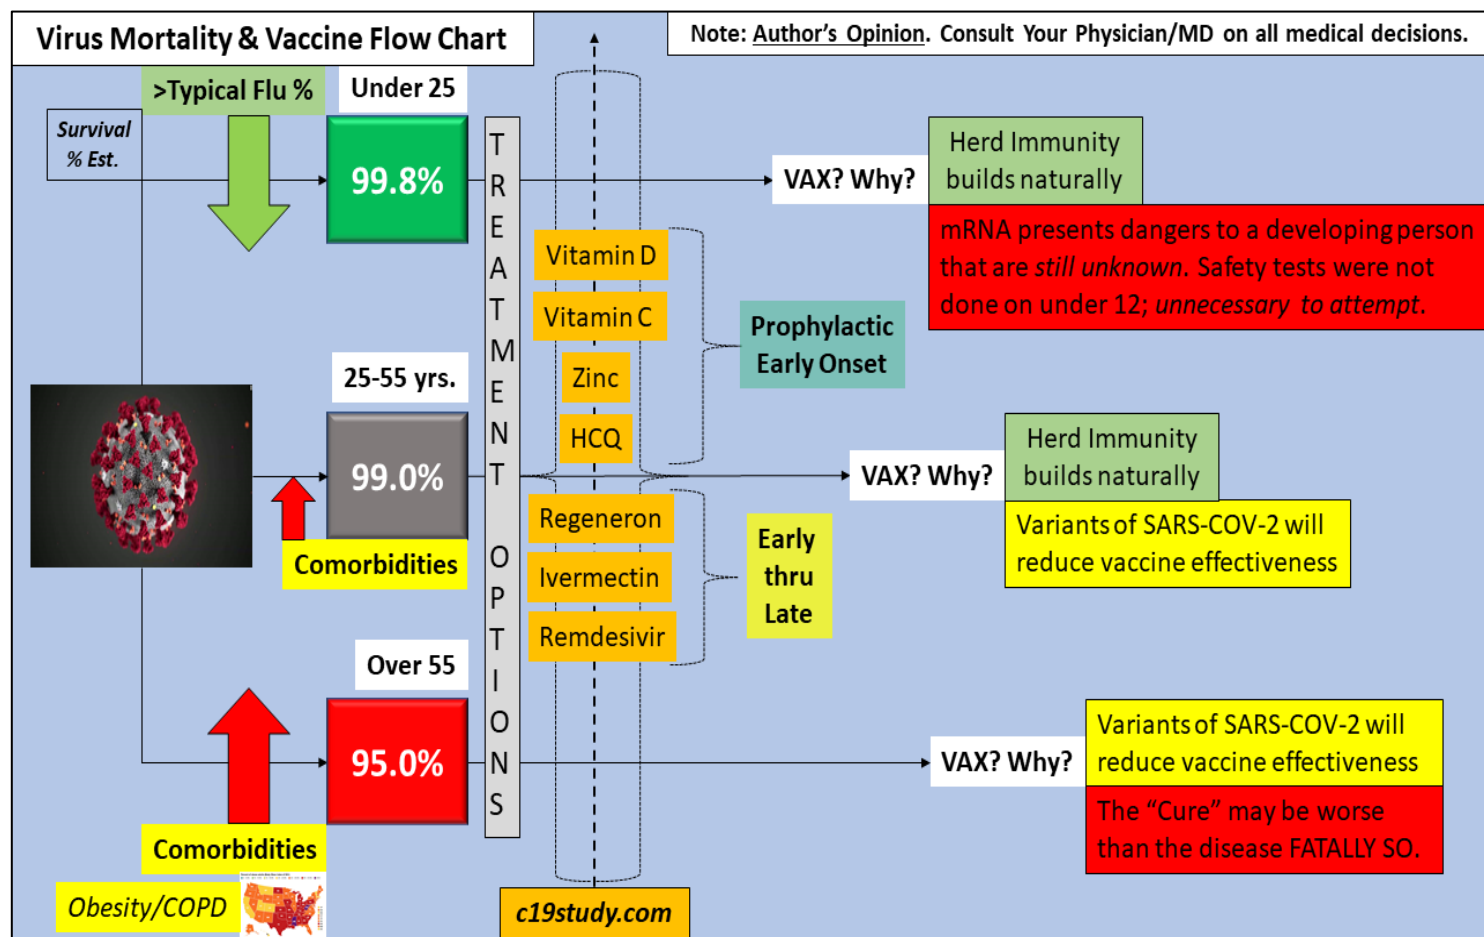 Virus Mortality & Vaccine Flow Chart
Note: Author's Opinion. Consult Your Physician/MD on all medical decisions.
>Typical Flu %
Under 25
Survival
% Est.
99.8%
VAX? Why?
Herd Immunity
builds naturally
mRNA presents dangers to a developing person
that are still unknown. Safety tests were not
done on under 12; unnecessary to attempt.
25-55 yrs.
99.0%
Comorbidities
VAX? Why?
Herd Immunity
builds naturally
Variants of SARS-COV-2 will
reduce vaccine effectiveness
Over 55
95.0%
Comorbidities
Obesity/COPD
VAX? Why?
Variants of SARS-COV-2 will
reduce vaccine effectiveness
The “Cure” may be worse
than the disease FATALLY SO.
TREATMENT OPTIONS
Vitamin D
Vitamin C
Zinc
HCQ
Prophylactic
Early Onset
Regeneron
Ivermectin
Remdesivir
Early
thru
Late
c19study.com